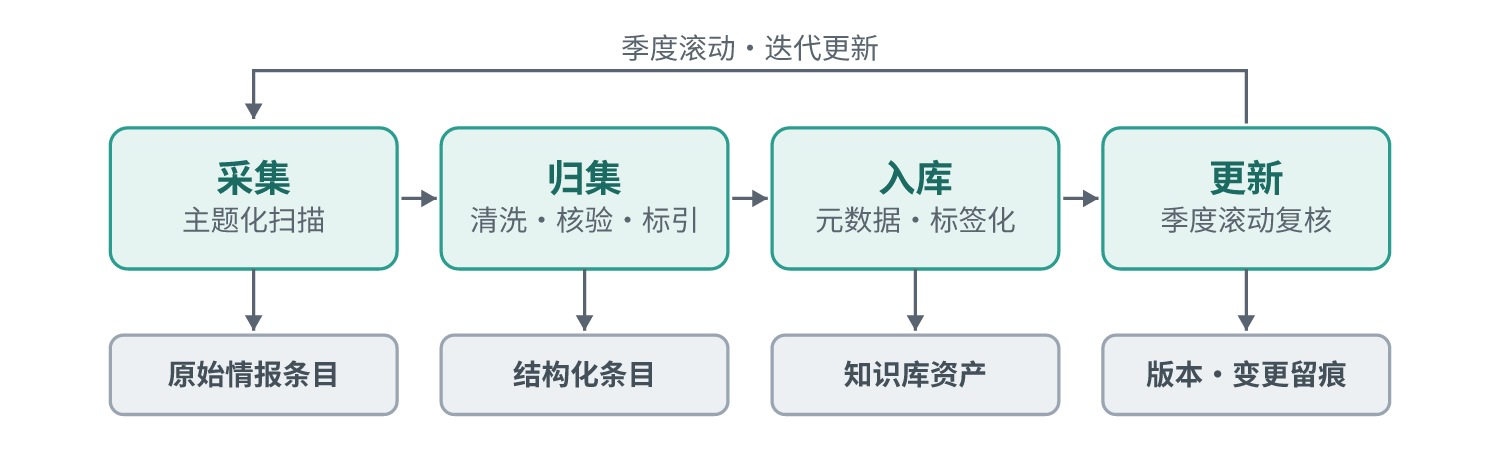 季度滚动・迭代更新
采集
主题化扫描
归集
清洗・核验・标引
入库
元数据・标签化
更新
季度滚动复核
原始情报条目
结构化条目
知识库资产
版本・变更留痕